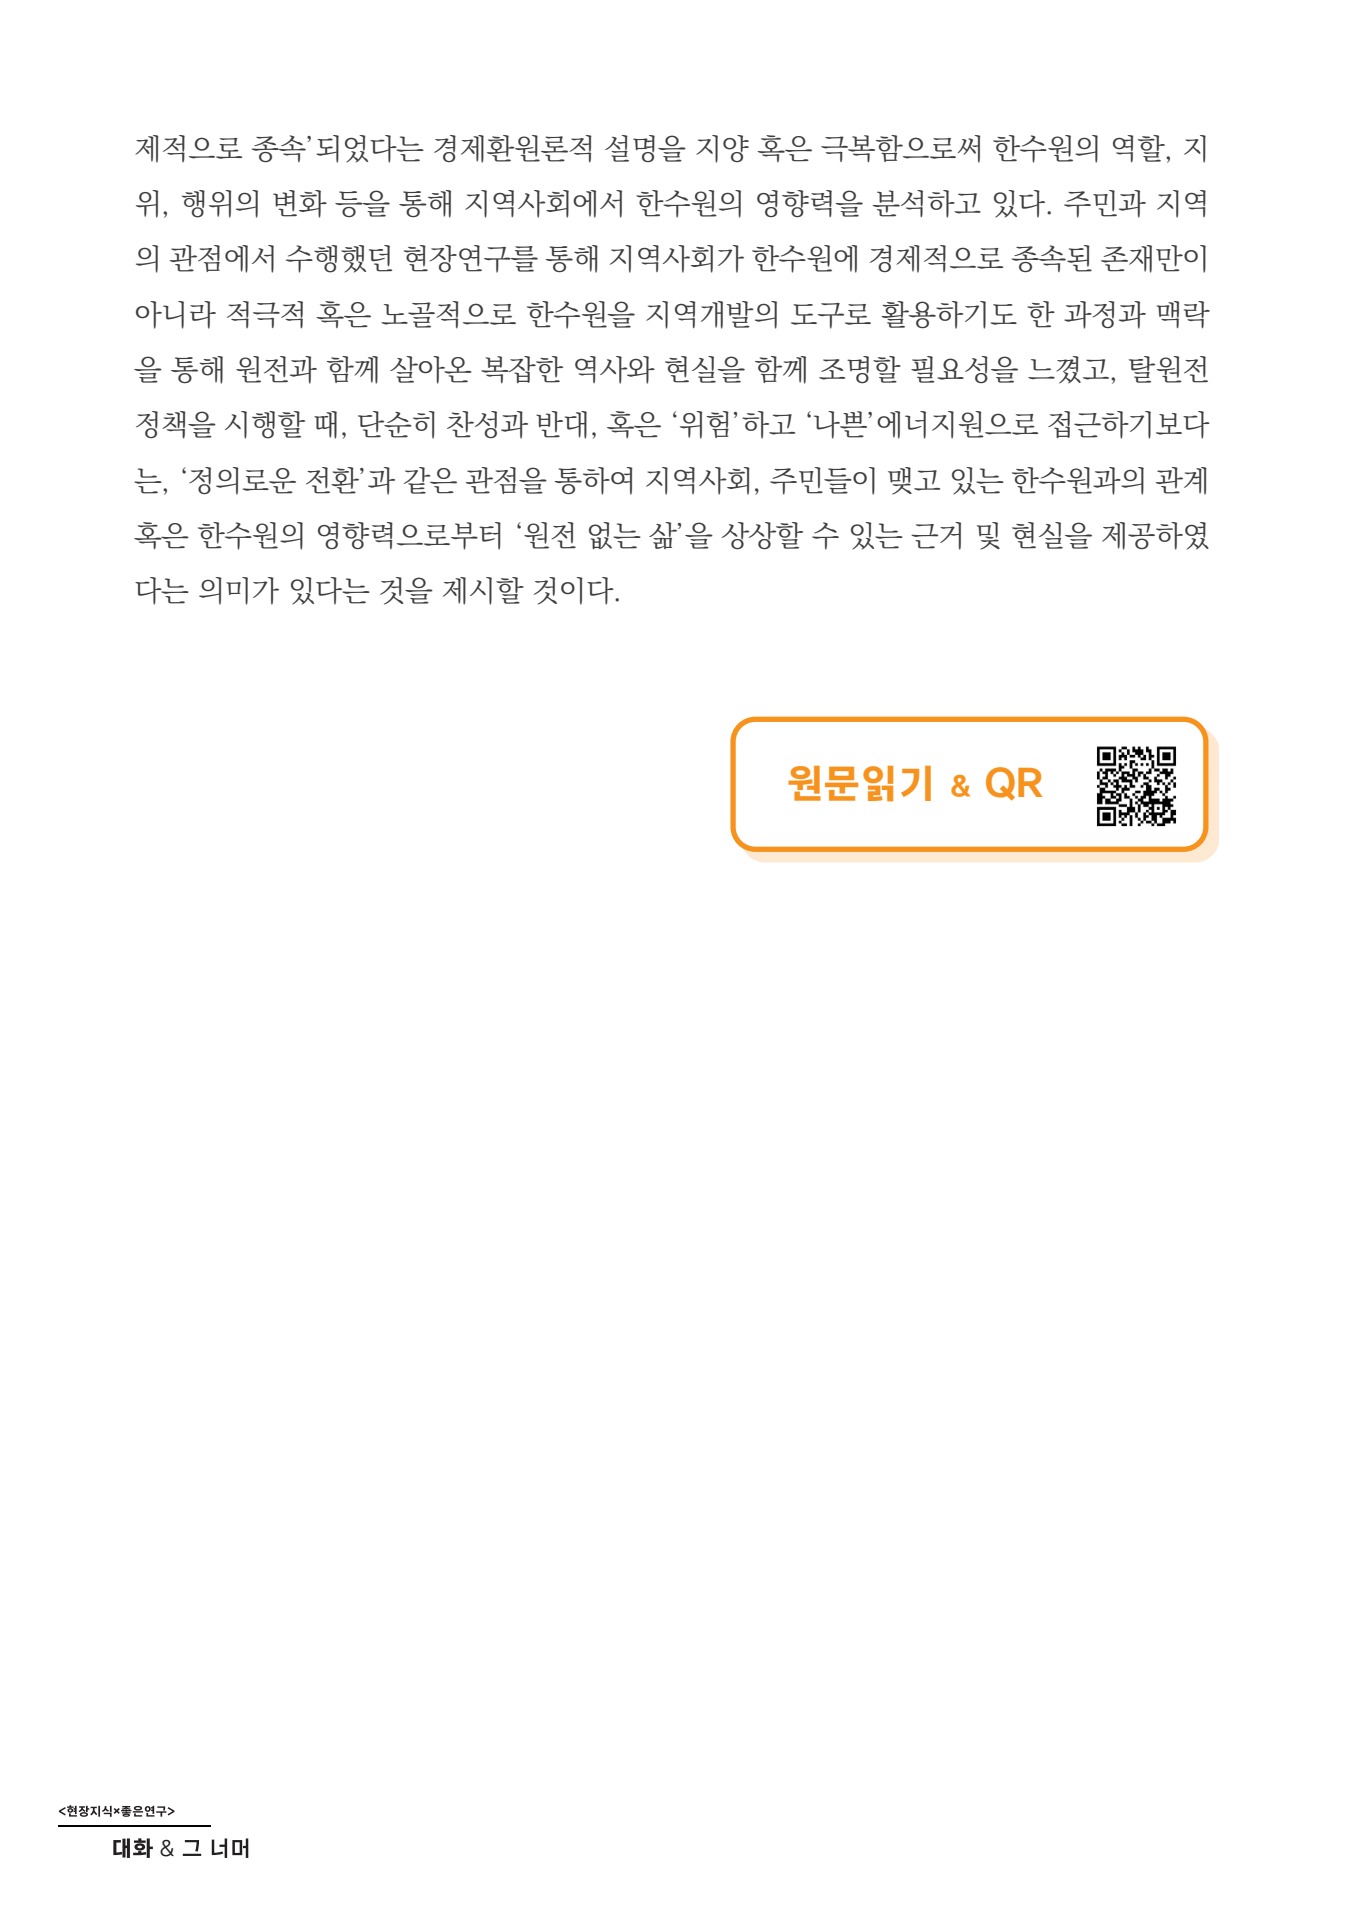 제적으로 종속’되었다는 경제환원론적 설명을 지양 혹은 극복함으로써 한수원의 역할, 지
위, 행위의 변화 등을 통해 지역사회에서 한수원의 영향력을 분석하고 있다. 주민과 지역
의 관점에서 수행했던 현장연구를 통해 지역사회가 한수원에 경제적으로 종속된 존재만이
아니라 적극적 혹은 노골적으로 한수원을 지역개발의 도구로 활용하기도 한 과정과 맥락
을 통해 원전과 함께 살아온 복잡한 역사와 현실을 함께 조명할 필요성을 느꼈고, 탈원전
정책을 시행할 때, 단순히 찬성과 반대, 혹은 ‘위험’하고 ‘나쁜’에너지원으로 접근하기보다
는, ‘정의로운 전환’과 같은 관점을 통하여 지역사회, 주민들이 맺고 있는 한수원과의 관계
혹은 한수원의 영향력으로부터 ‘원전 없는 삶’을 상상할 수 있는 근거 및 현실을 제공하였
다는 의미가 있다는 것을 제시할 것이다.
원문읽기 & QR
<현장지식×좋은연구>
대화 & 그 너머